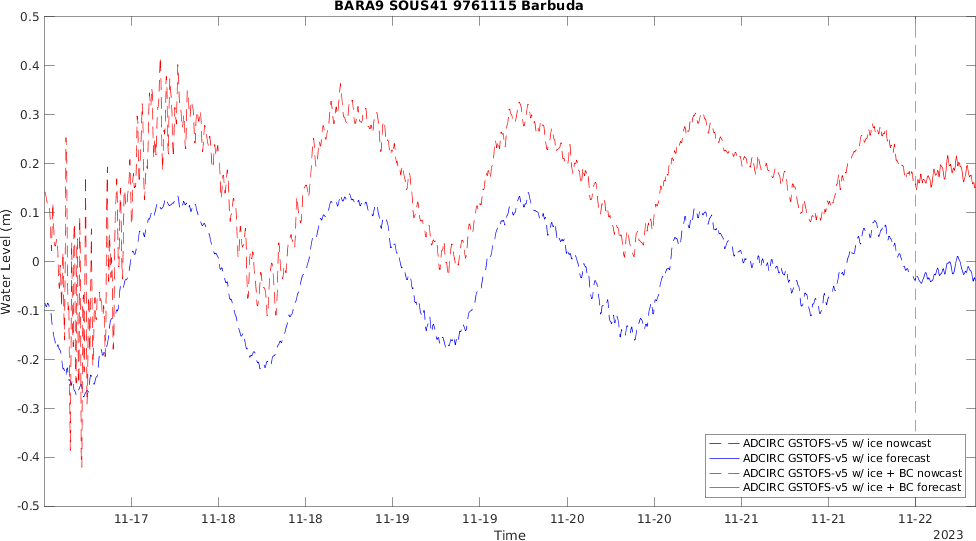 BARA9 SOUS41 9761115 Barbuda
0.5
0.4
0.3
0.2
0.1
0
-0.1
-0.2
-0.3
-0.4
-0.5
Water Level (m)
ADCIRC GSTOFS-v5 w/ ice nowcast
ADCIRC GSTOFS-v5 w/ ice forecast
ADCIRC GSTOFS-v5 w/ ice + BC nowcast
ADCIRC GSTOFS-v5 w/ ice + BC forecast
11-17 11-18 11-18 11-19 11-19 11-20 11-20 11-21 11-21 11-22
Time
2023